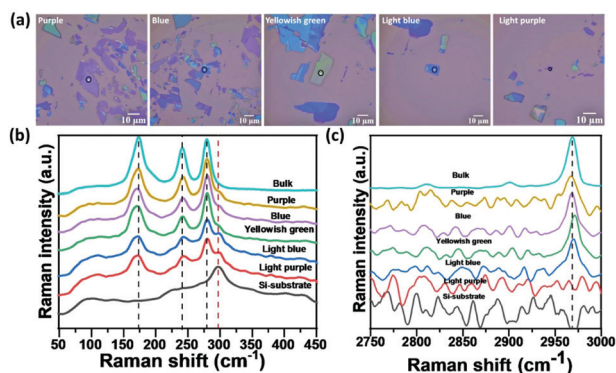 (a)
Purple
Blue
Yellowish green
Light blue
Light purple
10 μm
10 μm
10 μm
10 μm
10 μm
(b)
Raman intensity (a.u.)
Bulk
Purple
Blue
Yellowish green
Light blue
Light purple
Si-substrate
50 100 150 200 250 300 350 400 450
Raman shift (cm⁻¹)
(c)
Raman intensity (a.u.)
Bulk
Purple
Blue
Yellowish green
Light blue
Light purple
Si-substrate
2750 2800 2850 2900 2950 3000
Raman shift (cm⁻¹)